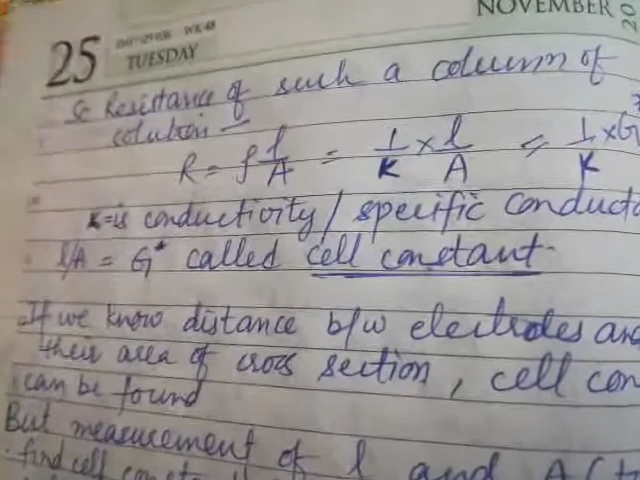 NOVEMBER
25
TUESDAY
So Resistance of such a column of
solution –
R = ρ l/A = 1/K × l/A = 1/K × G*
K = is conductivity / specific conduct
l/A = G* called cell constant.
If we know distance b/w electrodes an
their area of cross section, cell con
can be found
But measurement of l and A
find cell